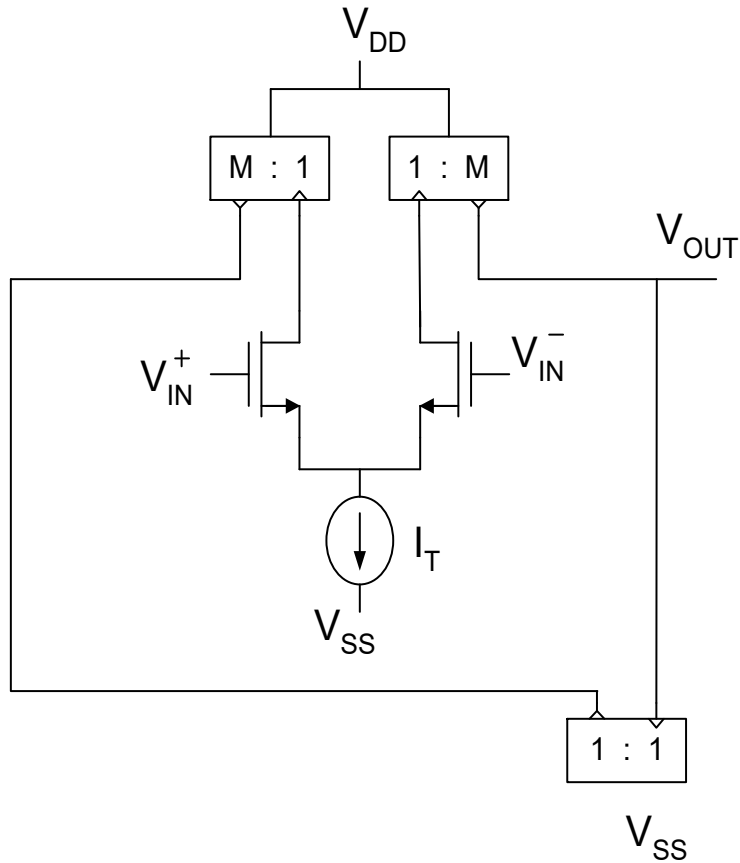 V_DD
M : 1
1 : M
V_OUT
V_IN^+
V_IN^−
I_T
V_SS
1 : 1
V_SS